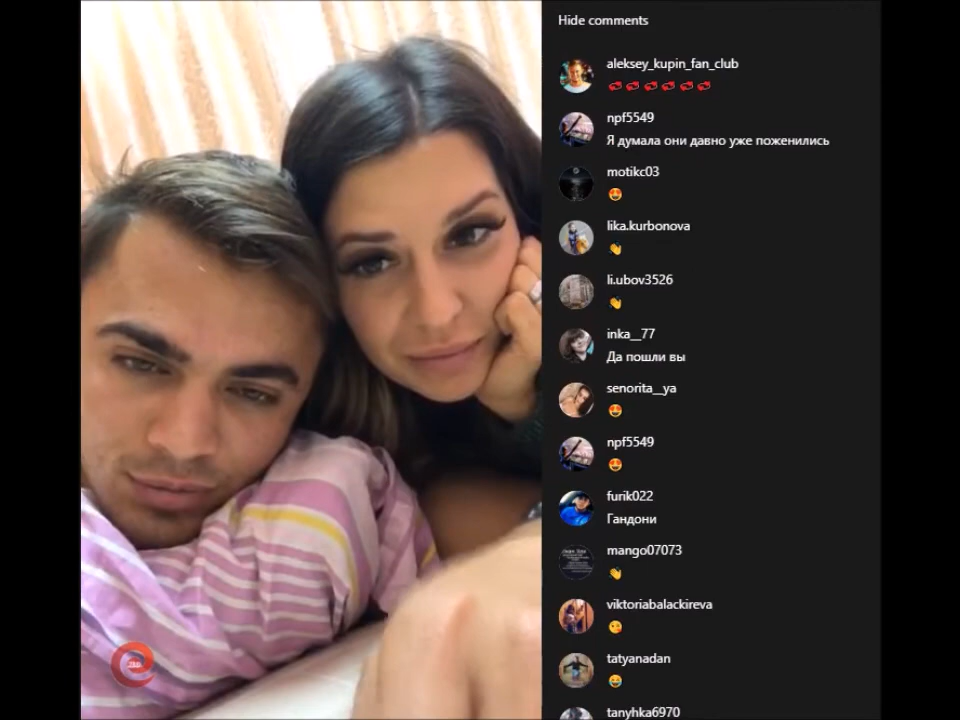 Hide comments
aleksey_kupin_fan_club
npf5549
Я думала они давно уже поженились
motikc03
lika.kurbonova
li.ubov3526
inka__77
Да пошли вы
senorita__ya
npf5549
furik022
Гандони
mango07073
viktoriabalackireva
tatyanadan
tanyhka6970